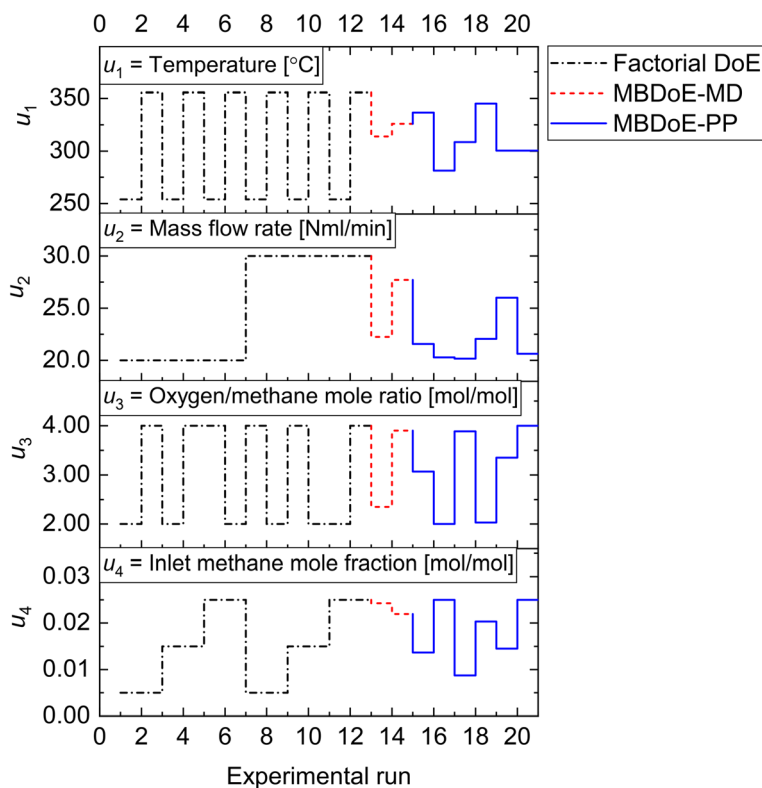 0 2 4 6 8 10 12 14 16 18 20
u1 = Temperature [°C]
350
300
250
u1
Factorial DoE
MBDoE-MD
MBDoE-PP
u2 = Mass flow rate [Nml/min]
30.0
25.0
20.0
u2
u3 = Oxygen/methane mole ratio [mol/mol]
4.00
3.00
2.00
u3
u4 = Inlet methane mole fraction [mol/mol]
0.03
0.02
0.01
0.00
u4
0 2 4 6 8 10 12 14 16 18 20
Experimental run